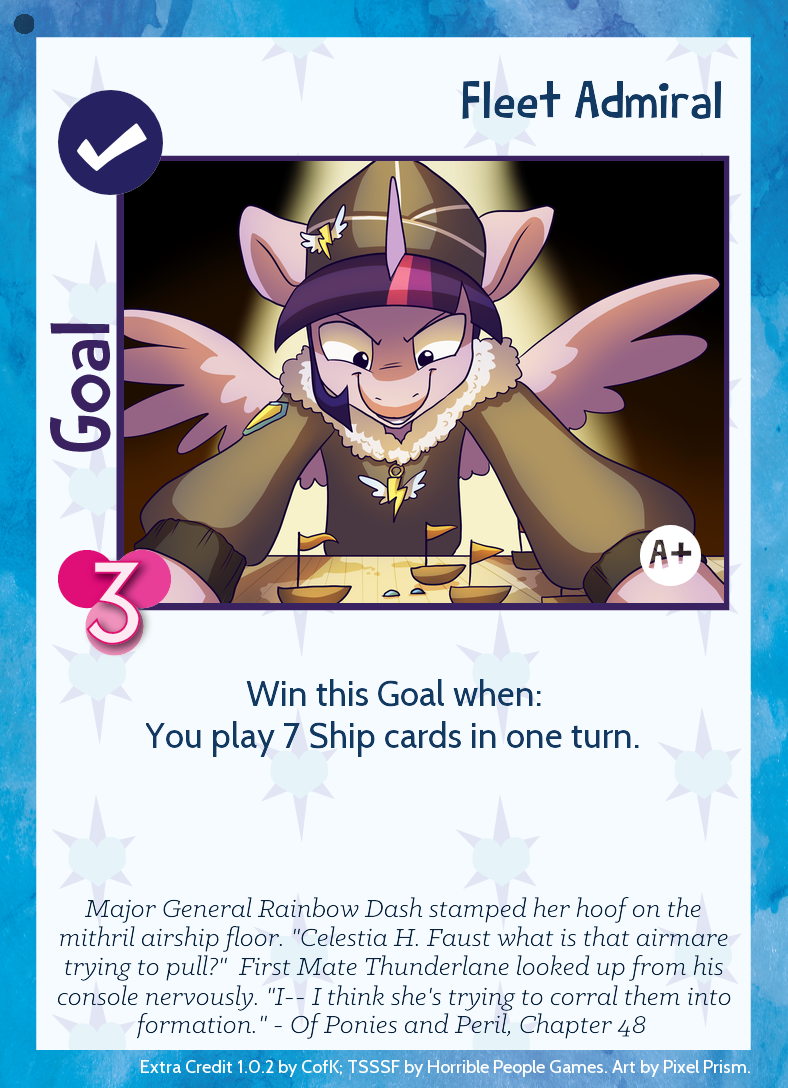 Fleet Admiral
Goal
A+
3
Win this Goal when:
You play 7 Ship cards in one turn.
Major General Rainbow Dash stamped her hoof on the
mithril airship floor. "Celestia H. Faust what is that airmare
trying to pull?"  First Mate Thunderlane looked up from his
console nervously. "I-- I think she's trying to corral them into
formation." - Of Ponies and Peril, Chapter 48
Extra Credit 1.0.2 by CofK; TSSSF by Horrible People Games. Art by Pixel Prism.